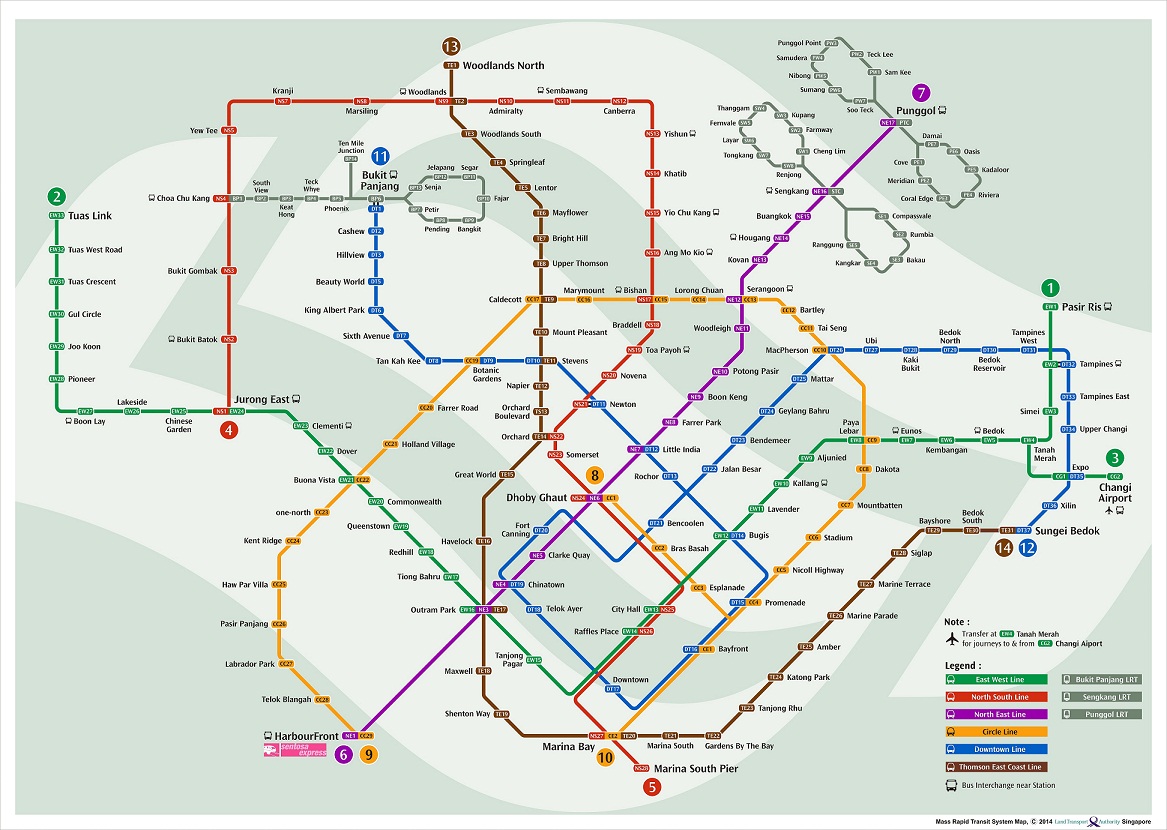 13
Woodlands North
TE1
Punggol Point
PW3
Teck Lee
PW2
Samudera
PW4
Sam Kee
PW1
Nibong
PW5
Sumang
PW6
PW7
Soo Teck
7
Punggol
NE17 PTC
Kranji
NS7
NS8
Marsiling
Woodlands
NS9 TE2
NS10
Admiralty
Sembawang
NS11
NS12
Canberra
Thanggam
SW4
Kupang
SW3
Fernvale
SW5
Farmway
SW2
Layar
SW6
Cheng Lim
SW1
Tongkang
SW7
SW8
Renjong
Damai
PE7
Oasis
PE6
Cove
PE1
Kadaloor
PE5
Meridian
PE2
Riviera
PE4
Coral Edge
PE3
Yew Tee
NS5
TE3
Woodlands South
NS13
Yishun
Ten Mile
Junction
BP14
11
Bukit
Panjang
BP6
DT1
Jelapang
BP12
Segar
BP11
Senja
BP13
Fajar
BP10
Petir
BP7
Pending
BP8
Bangkit
BP9
TE4
Springleaf
NS14
Khatib
2
EW33
Tuas Link
Choa Chu Kang
NS4 BP1
South
View
BP2
BP3
Keat
Hong
Teck
Whye
BP4
BP5
Phoenix
TE5
Lentor
Sengkang
NE16 STC
TE6
Mayflower
NS15
Yio Chu Kang
Buangkok
NE15
SE1
Compassvale
SE2
Rumbia
Ranggung
SE5
Kangkar
SE4
SE3
Bakau
Cashew
DT2
TE7
Bright Hill
Hougang
NE14
EW32
Tuas West Road
Hillview
DT3
NS16
Ang Mo Kio
Kovan
NE13
TE8
Upper Thomson
Bukit Gombak
NS3
EW31
Tuas Crescent
Beauty World
DT5
1
EW1
Pasir Ris
Caldecott
CC17 TE9
Marymount
CC16
Bishan
NS17 CC15
Lorong Chuan
CC14
Serangoon
NE12 CC13
CC12
Bartley
EW30
Gul Circle
King Albert Park
DT6
Braddell
NS18
Woodleigh
NE11
CC11
Tai Seng
Sixth Avenue
DT7
TE10
Mount Pleasant
Bukit Batok
NS2
EW29
Joo Koon
NS19
Toa Payoh
MacPherson
CC10 DT26
Ubi
DT27
DT28
Kaki
Bukit
Bedok
North
DT29
DT30
Bedok
Reservoir
Tampines
West
DT31
Tan Kah Kee
DT8
CC19 DT9
Botanic
Gardens
DT10 TE11
Stevens
EW2 DT32
Tampines
EW28
Pioneer
NS20
Novena
NE10
Potong Pasir
DT25
Mattar
Napier
TE12
NE9
Boon Keng
DT33
Tampines East
Lakeside
EW27
Boon Lay
EW26
EW25
Chinese
Garden
Jurong East
NS1 EW24
4
CC20
Farrer Road
Orchard
Boulevard
TS13
NS21 DT11
Newton
DT24
Geylang Bahru
Simei
EW3
EW23
Clementi
NE8
Farrer Park
Paya
Lebar
EW8 CC9
Eunos
EW7
EW6
Kembangan
Bedok
EW5
EW4
Tanah
Merah
DT34
Upper Changi
Orchard
TE14 NS22
DT23
Bendemeer
CC21
Holland Village
EW22
Dover
NS23
Somerset
NE7 DT12
Little India
EW9
Aljunied
3
Great World
TE15
DT22
Jalan Besar
CC8
Dakota
Expo
CG1 DT35
CG2
Changi
Airport
Buona Vista
EW21 CC22
8
Rochor
DT13
EW10
Kallang
Dhoby Ghaut
NS24 NE6 CC1
EW20
Commonwealth
CC7
Mountbatten
DT36
Xilin
one-north
CC23
EW11
Lavender
Queenstown
EW19
Fort
Canning
DT20
DT21
Bencoolen
Bayshore
TE29
Bedok
South
TE30
TE31 DT37
Sungei Bedok
14
12
Kent Ridge
CC24
Havelock
TE16
EW12 DT14
Bugis
CC6
Stadium
CC2
Bras Basah
Redhill
EW18
NE5
Clarke Quay
TE28
Siglap
CC5
Nicoll Highway
Haw Par Villa
CC25
Tiong Bahru
EW17
NE4 DT19
Chinatown
CC3
Esplanade
TE27
Marine Terrace
Outram Park
EW16 NE3 TE17
DT18
Telok Ayer
City Hall
EW13 NS25
DT15 CC4
Promenade
TE26
Marine Parade
Pasir Panjang
CC26
Raffles Place
EW14 NS26
Note :
Transfer at EW4 Tanah Merah
for journeys to & from CG2 Changi Aiport
DT16 CE1
Bayfront
TE25
Amber
Labrador Park
CC27
Tanjong
Pagar
EW15
Maxwell
TE18
Downtown
DT17
TE24
Katong Park
Legend :
East West Line
Bukit Panjang LRT
North South Line
Sengkang LRT
North East Line
Punggol LRT
Circle Line
Downtown Line
Thomson East Coast Line
Bus Interchange near Station
Telok Blangah
CC28
Shenton Way
TE19
TE23
Tanjong Rhu
HarbourFront
NE1 CC29
sentosa
express
6
9
Marina Bay
NS27 CE2 TE20
10
TE21
Marina South
TE22
Gardens By The Bay
NS28
Marina South Pier
5
Mass Rapid Transit System Map, © 2014 Land Transport Authority Singapore